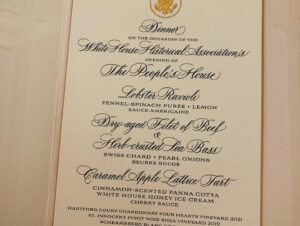 Dinner
ON THE OCCASION OF THE
White House Historical Association's
OPENING OF
The People's House
Lobster Ravioli
FENNEL-SPINACH PURÉE • LEMON
SAUCE AMERICAINE
Dry-aged Filet of Beef
&
Herb-crusted Sea Bass
SWISS CHARD • PEARL ONIONS
BEURRE ROUGE
Caramel Apple Lattice Tart
CINNAMON-SCENTED PANNA COTTA
WHITE HOUSE HONEY ICE CREAM
CHERRY SAUCE
HARTFORD COURT CHARDONNAY FOUR HEARTS VINEYARD 2021
ST. INNOCENT PINOT NOIR SHEA VINEYARD 2019
SCHRAMSBERG BLANC DE